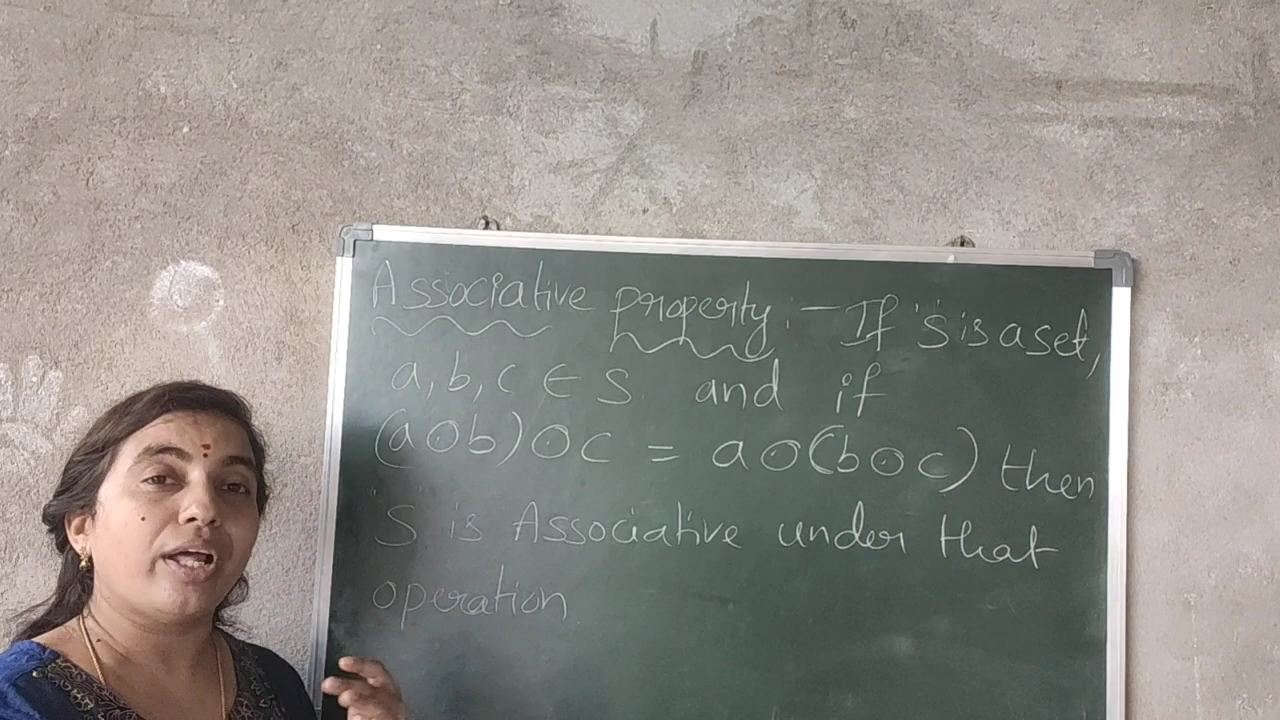 Associative property :- If 'S' is a set,
a, b, c ∈ S. and if
(a⊙b)⊙c = a⊙(b⊙c) then
'S' is Associative under that
operation